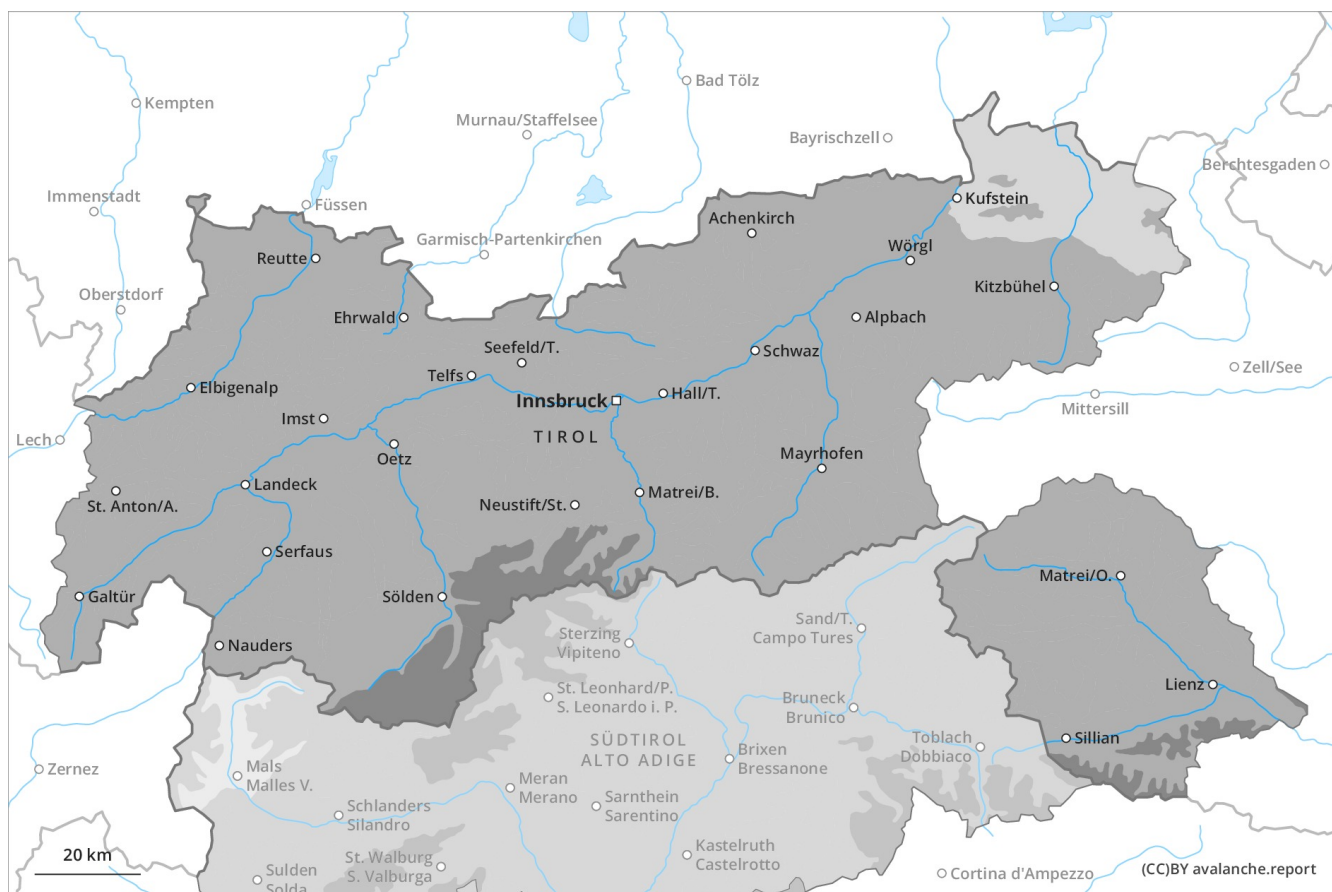 Bad Tölz
Kempten
Murnau/Staffelsee
Bayrischzell
Berchtesgaden
Immenstadt
Füssen
Kufstein
Achenkirch
Garmisch-Partenkirchen
Wörgl
Reutte
Kitzbühel
Oberstdorf
Ehrwald
Alpbach
Seefeld/T.
Schwaz
Zell/See
Telfs
Elbigenalp
Hall/T.
Innsbruck
Mittersill
Imst
TIROL
Lech
Oetz
Mayrhofen
Landeck
Matrei/B.
St. Anton/A.
Neustift/St.
Serfaus
Matrei/O.
Galtür
Sölden
Sand/T.
Campo Tures
Sterzing
Vipiteno
Nauders
Lienz
St. Leonhard/P.
S. Leonardo i. P.
Bruneck
Brunico
Sillian
SÜDTIROL
ALTO ADIGE
Toblach
Dobbiaco
Brixen
Bressanone
Zernez
Mals
Malles V.
Meran
Merano
Sarnthein
Sarentino
Schlanders
Silandro
20 km
Kastelruth
Castelrotto
St. Walburg
S. Valburga
Sulden
Solda
Cortina d'Ampezzo
(CC)BY avalanche.report